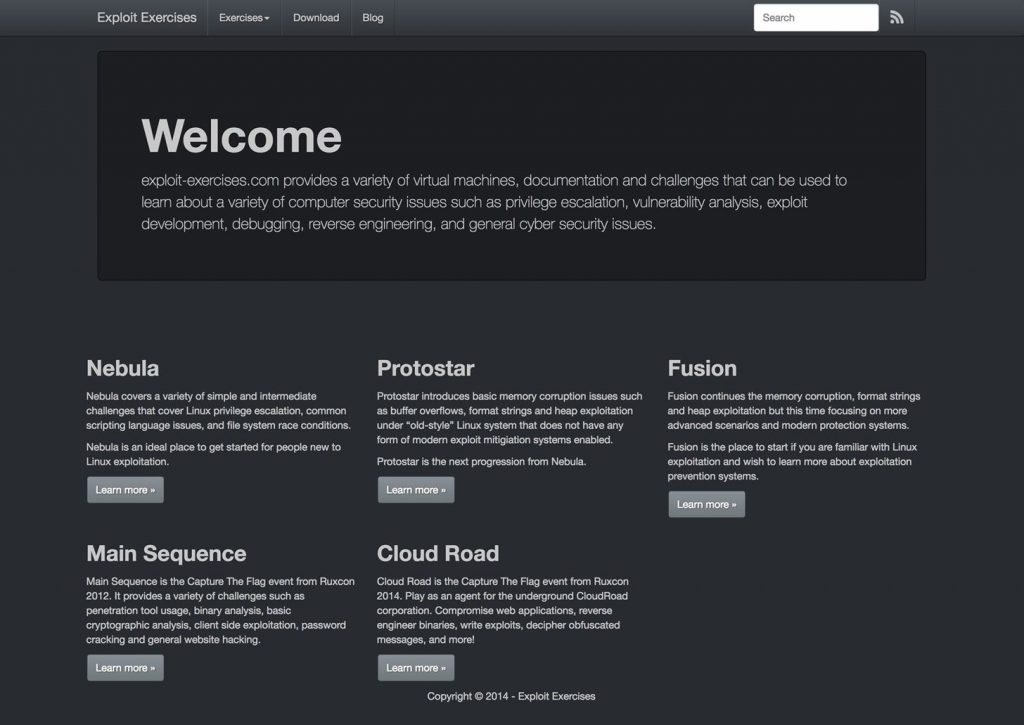 Exploit Exercises Exercises Download Blog Search
Welcome
exploit-exercises.com provides a variety of virtual machines, documentation and challenges that can be used to
learn about a variety of computer security issues such as privilege escalation, vulnerability analysis, exploit
development, debugging, reverse engineering, and general cyber security issues.
Nebula
Nebula covers a variety of simple and intermediate
challenges that cover Linux privilege escalation, common
scripting language issues, and file system race conditions.
Nebula is an ideal place to get started for people new to
Linux exploitation.
Learn more »
Protostar
Protostar introduces basic memory corruption issues such
as buffer overflows, format strings and heap exploitation
under “old-style” Linux system that does not have any
form of modern exploit mitigiation systems enabled.
Protostar is the next progression from Nebula.
Learn more »
Fusion
Fusion continues the memory corruption, format strings
and heap exploitation but this time focusing on more
advanced scenarios and modern protection systems.
Fusion is the place to start if you are familiar with Linux
exploitation and wish to learn more about exploitation
prevention systems.
Learn more »
Main Sequence
Main Sequence is the Capture The Flag event from Ruxcon
2012. It provides a variety of challenges such as
penetration tool usage, binary analysis, basic
cryptographic analysis, client side exploitation, password
cracking and general website hacking.
Learn more »
Cloud Road
Cloud Road is the Capture The Flag event from Ruxcon
2014. Play as an agent for the underground CloudRoad
corporation. Compromise web applications, reverse
engineer binaries, write exploits, decipher obfuscated
messages, and more!
Learn more »
Copyright © 2014 - Exploit Exercises